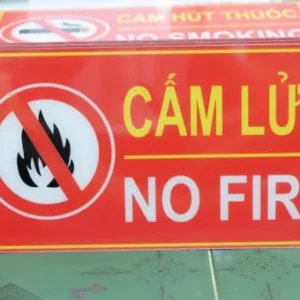 CẤM HÚT THUỐC
NO SMOKING
CẤM LỬ
NO FIR